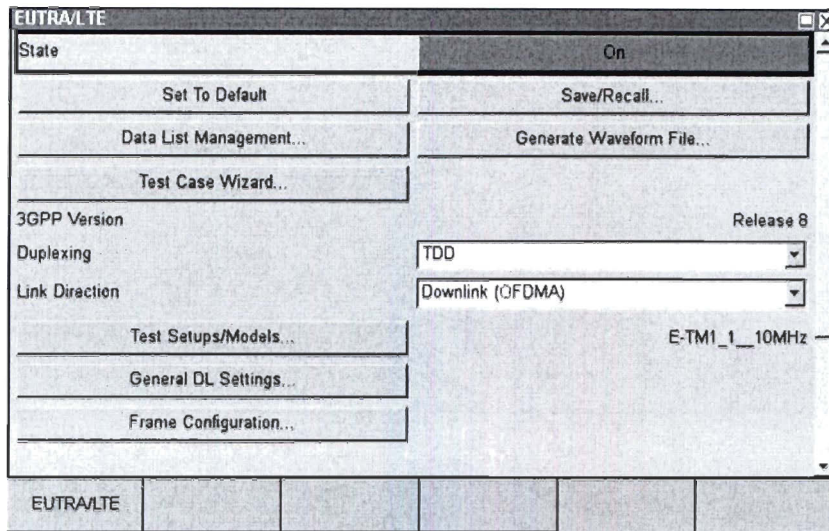 EUTRA/LTE
State On
Set To Default Save/Recall...
Data List Management... Generate Waveform File...
Test Case Wizard...
3GPP Version Release 8
Duplexing TDD
Link Direction Downlink (OFDMA)
Test Setups/Models... E-TM1_1__10MHz
General DL Settings...
Frame Configuration...
EUTRA/LTE